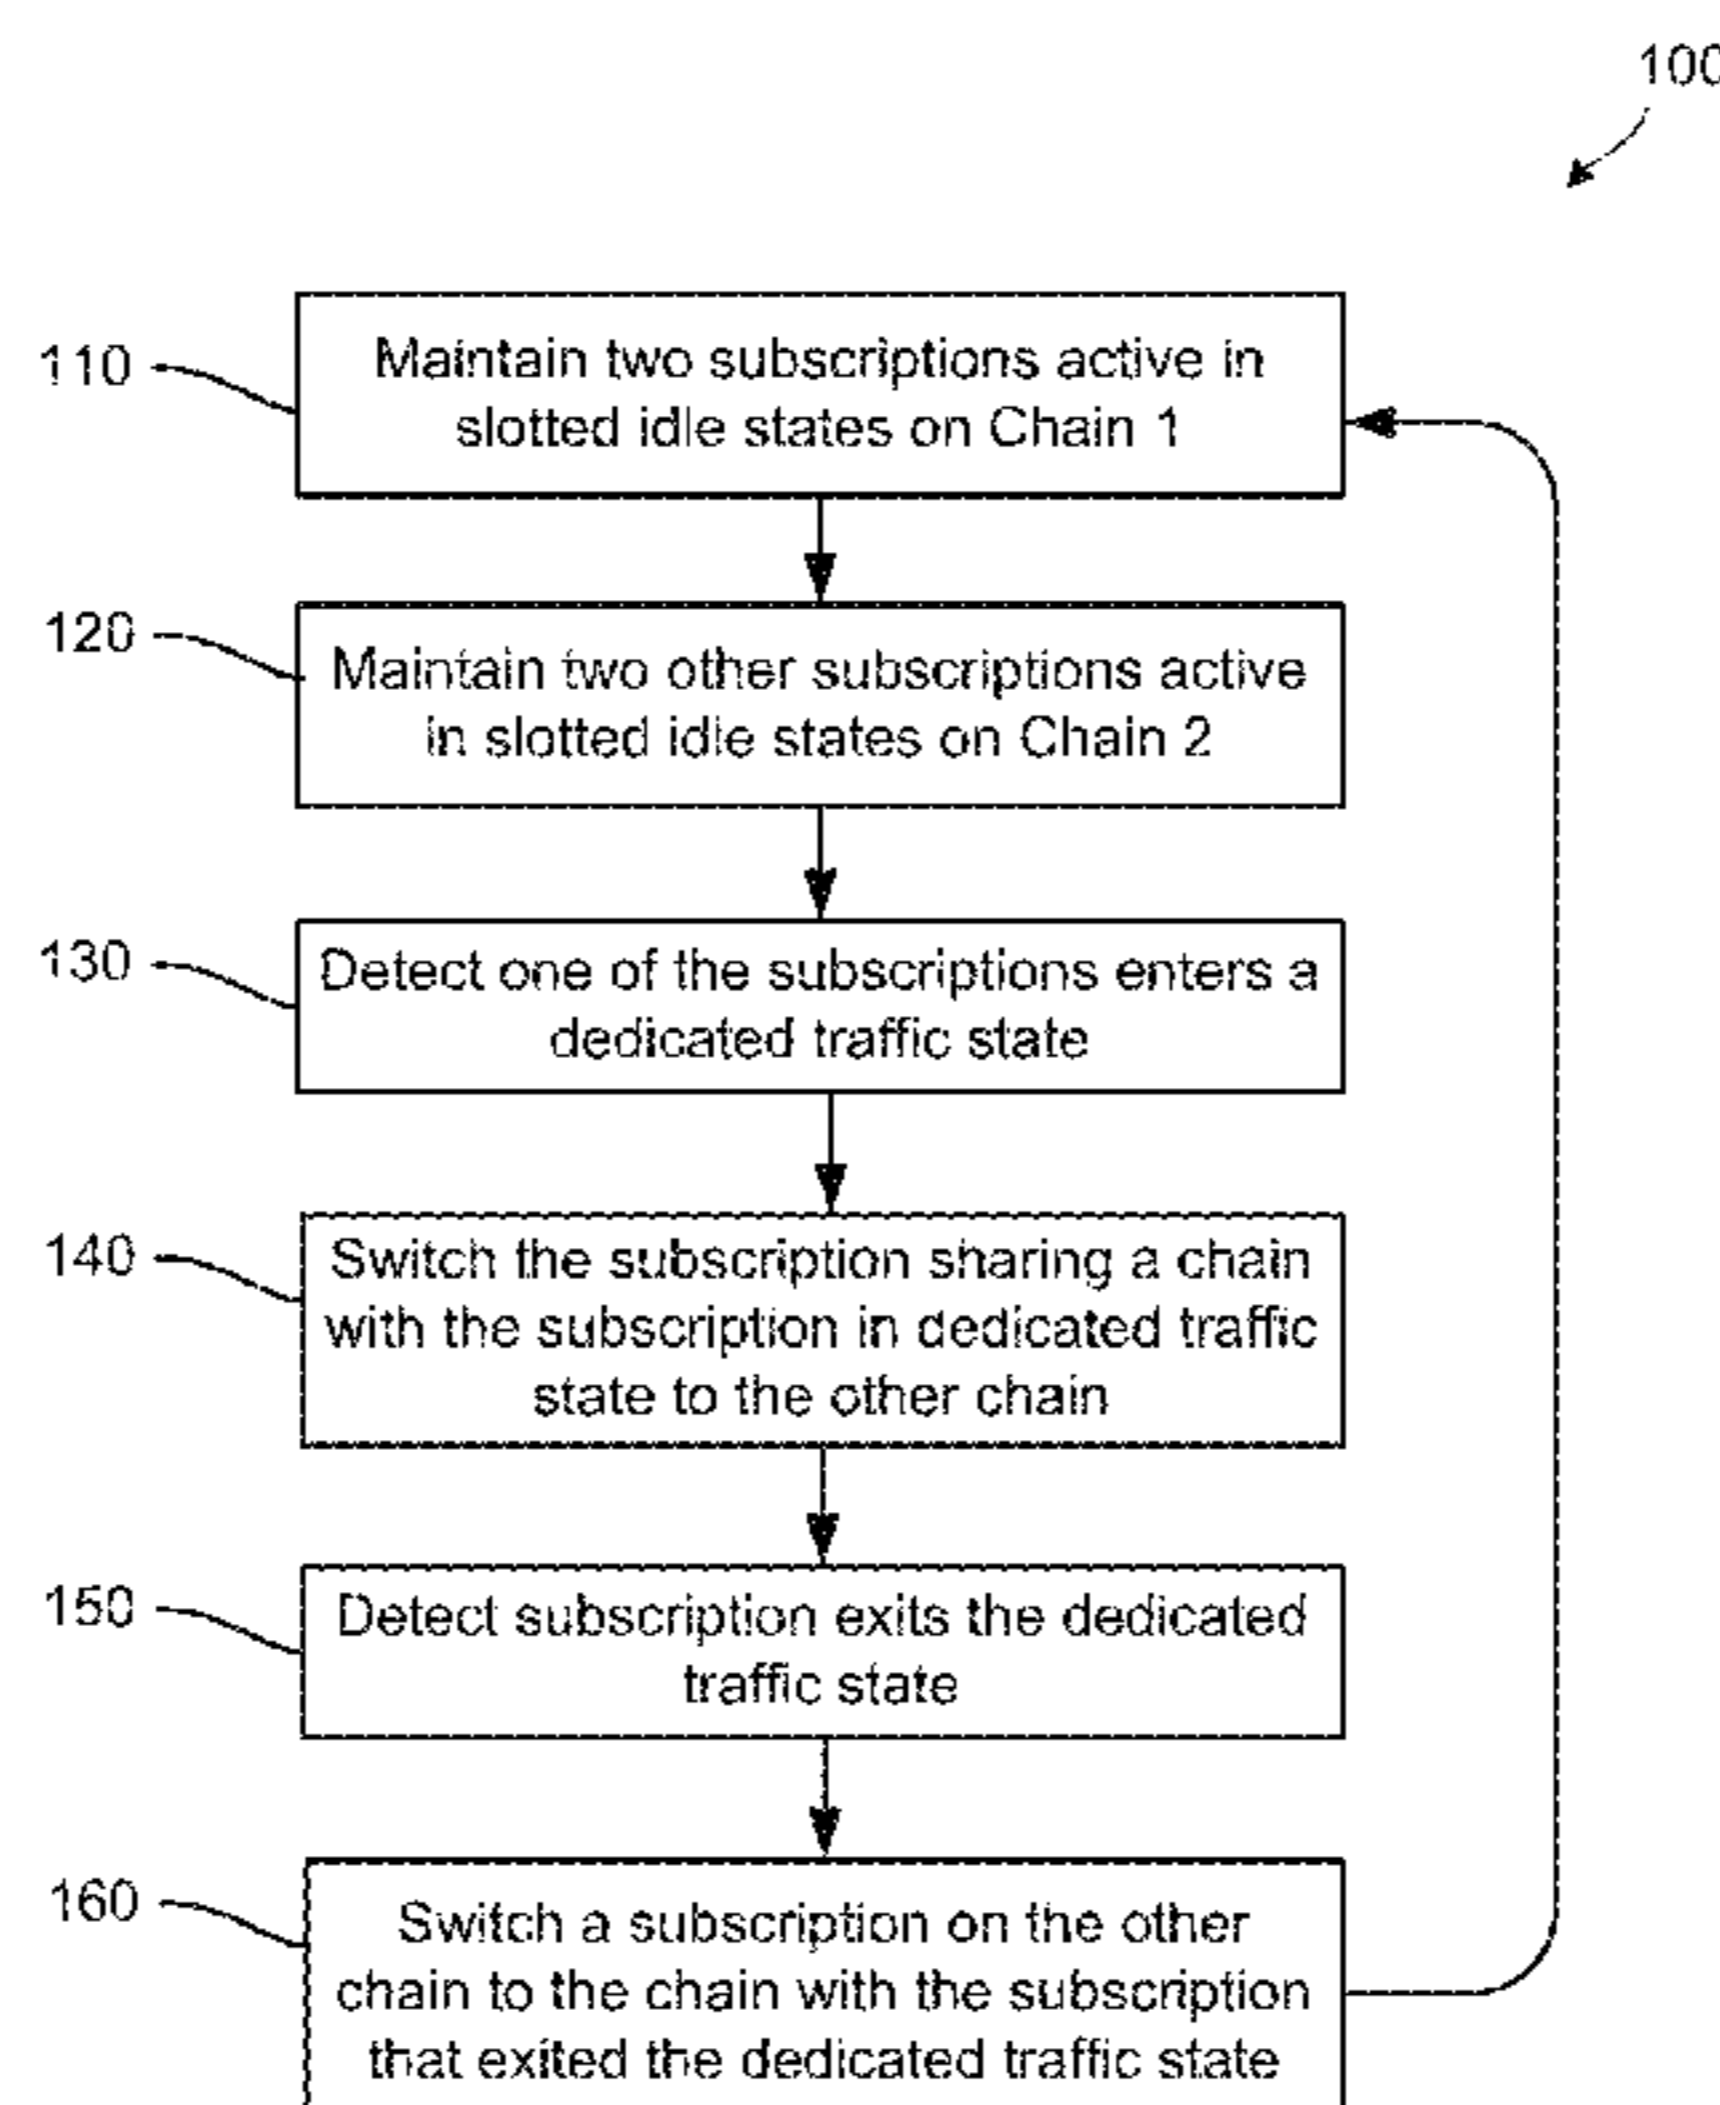 100
110
Maintain two subscriptions active in
slotted idle states on Chain 1
120
Maintain two other subscriptions active
in slotted idle states on Chain 2
130
Detect one of the subscriptions enters a
dedicated traffic state
140
Switch the subscription sharing a chain
with the subscription in dedicated traffic
state to the other chain
150
Detect subscription exits the dedicated
traffic state
160
Switch a subscription on the other
chain to the chain with the subscription
that exited the dedicated traffic state